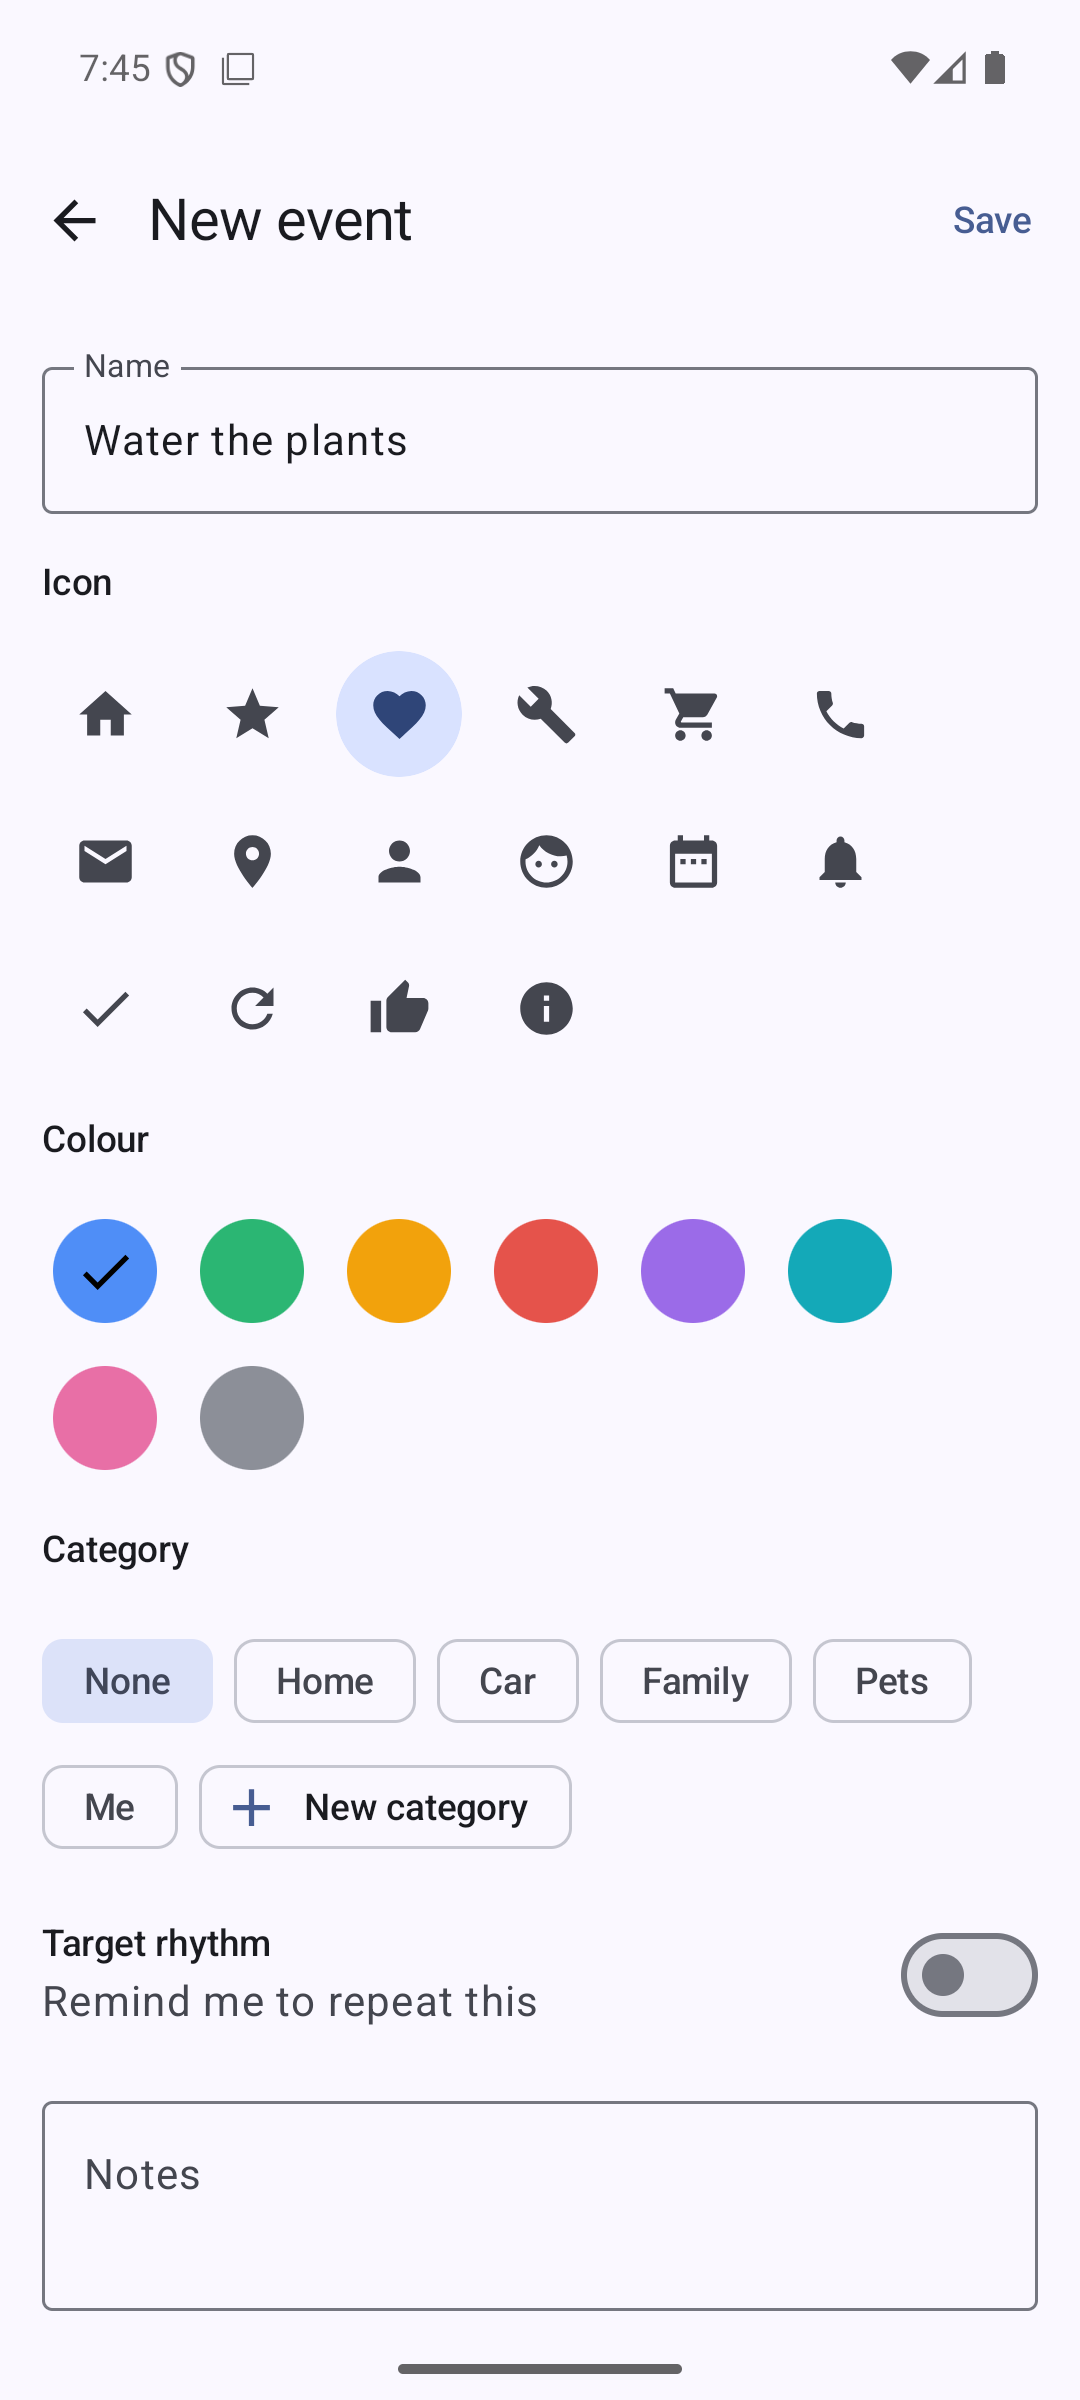 7:45
New event
Save
Name
Water the plants
Icon
Colour
Category
None Home Car Family Pets
Me New category
Target rhythm
Remind me to repeat this
Notes